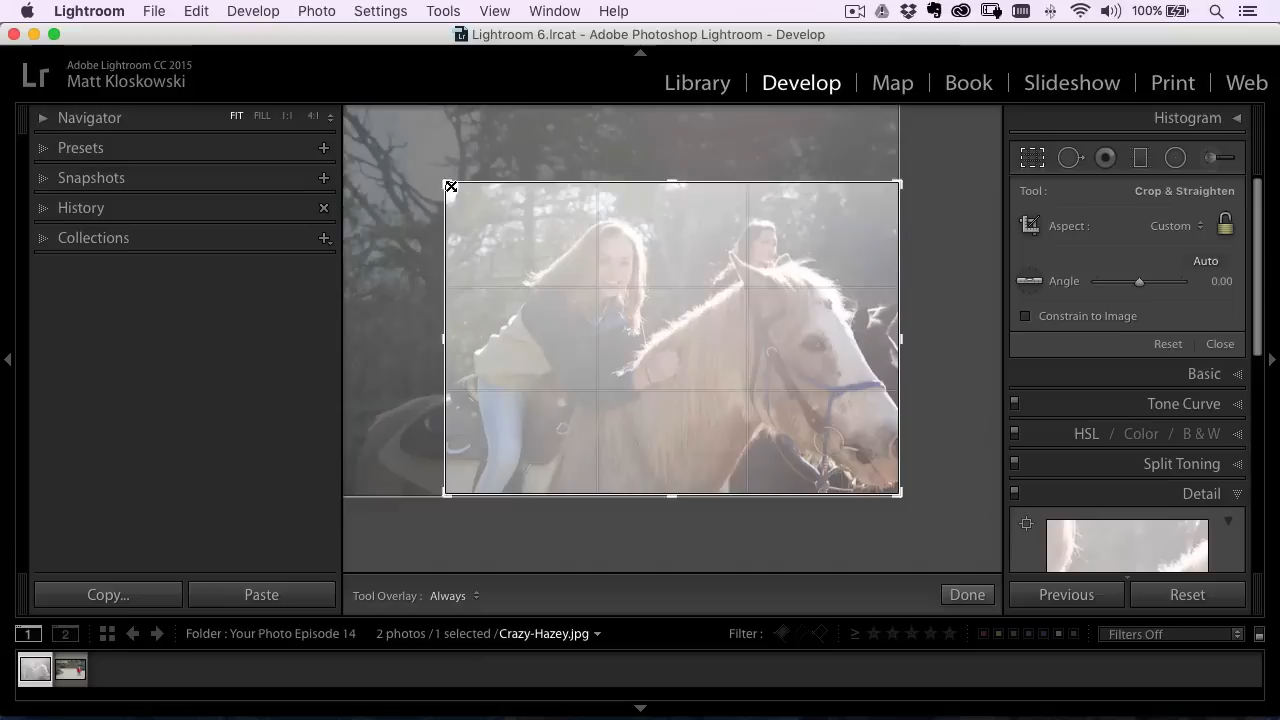 Lightroom File Edit Develop Photo Settings Tools View Window Help 100%
Lightroom 6.lrcat - Adobe Photoshop Lightroom - Develop
Lr Adobe Lightroom CC 2015
Matt Kloskowski
Library Develop Map Book Slideshow Print Web
Navigator FIT FILL 1:1 4:1
Presets
Snapshots
History
Collections
Histogram
Tool : Crop & Straighten
Aspect : Custom
Auto
Angle 0.00
Constrain to Image
Reset Close
Basic
Tone Curve
HSL / Color / B & W
Split Toning
Detail
Copy... Paste
Tool Overlay : Always Done
Previous Reset
1 2 Folder : Your Photo Episode 14 2 photos / 1 selected / Crazy-Hazey.jpg Filter : ≥ Filters Off